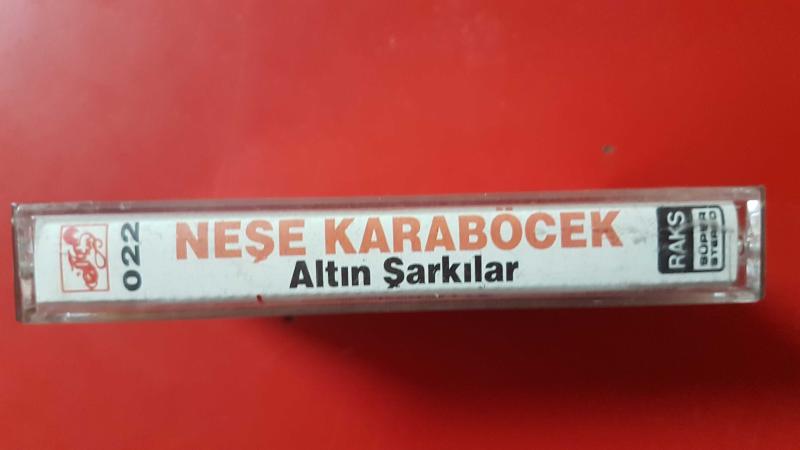 022
NEŞE KARABÖCEK
Altın Şarkılar
RAKS
SÜPER
STEREO